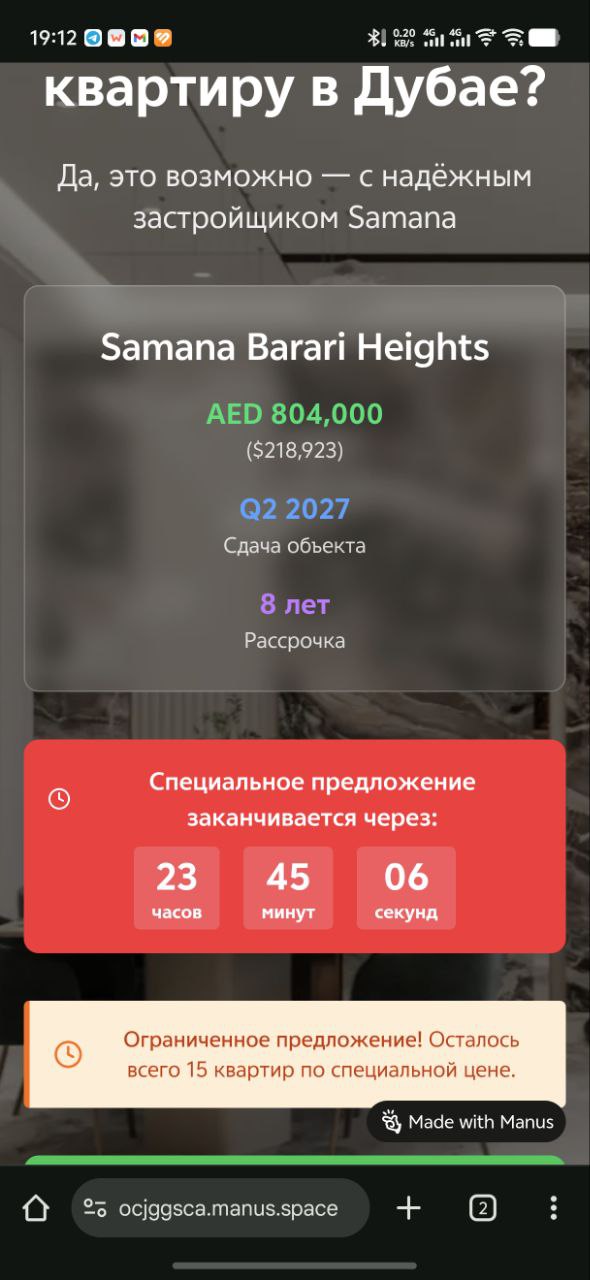 19:12
0.20 KB/s
4G 4G
квартиру в Дубае?
Да, это возможно — с надёжным
застройщиком Samana
Samana Barari Heights
AED 804,000
($218,923)
Q2 2027
Сдача объекта
8 лет
Рассрочка
Специальное предложение
заканчивается через:
23 45 06
часов минут секунд
Ограниченное предложение! Осталось
всего 15 квартир по специальной цене.
Made with Manus
ocjggsca.manus.space
2